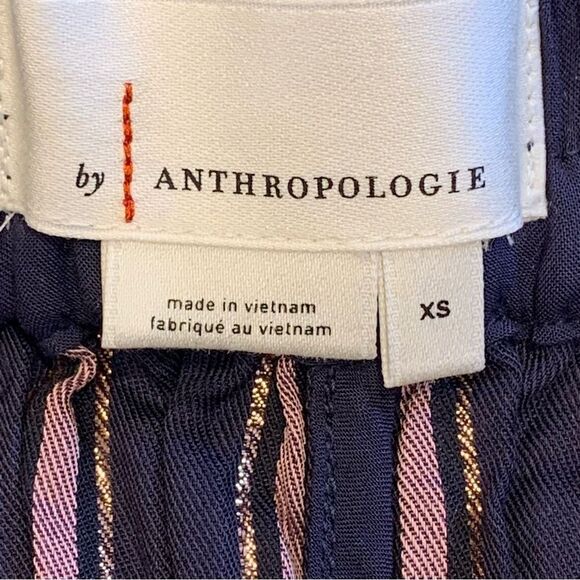 by ANTHROPOLOGIE
made in vietnam
fabriqué au vietnam
XS